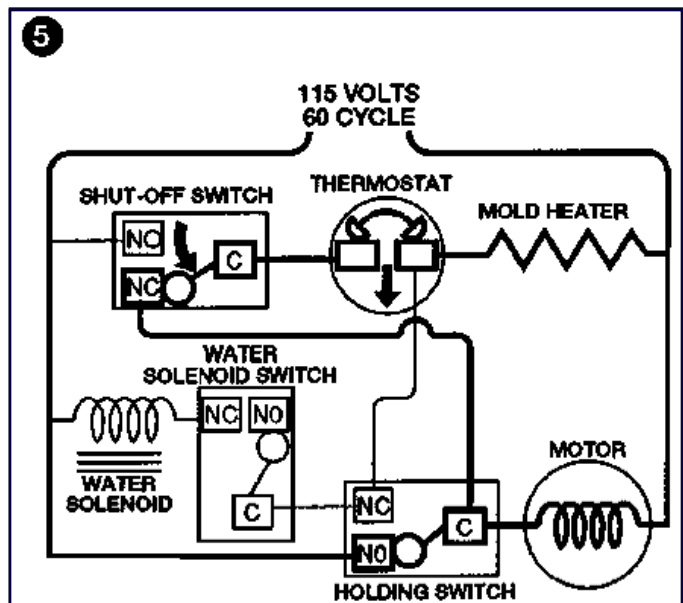 5
115 VOLTS
60 CYCLE
SHUT-OFF SWITCH
THERMOSTAT
MOLD HEATER
NO
C
NC
WATER
SOLENOID SWITCH
NC NO
MOTOR
WATER
SOLENOID
C
NC
C
NO
HOLDING SWITCH